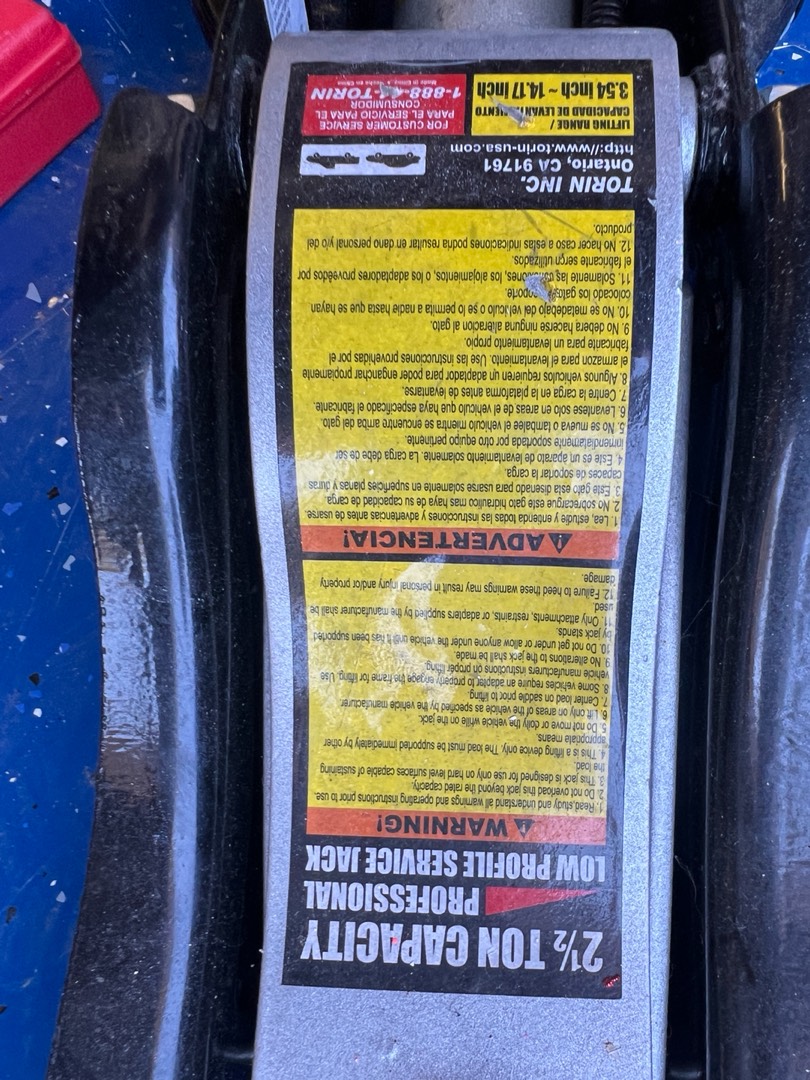 2½ TON CAPACITY
PROFESSIONAL
LOW PROFILE SERVICE JACK
WARNING!
1. Read,study and understand all warnings and operating instructions prior to use.
2. Do not overload this jack beyond the rated capacity.
3. This jack is designed for use only on hard level surfaces capable of sustaining
the load.
4. This is a lifting device only. The load must be supported immediately by other
appropriate means.
5. Do not move or dolly the vehicle while on the jack.
6. Lift only on areas of the vehicle as specified by the vehicle manufacturer
7. Center load on saddle prior to lifting.
8. Some vehicles require an adapter to properly engage the frame for lifting. Use
vehicle manufacturers instructions on proper lifting.
9. No alterations to the jack shall be made.
10. Do not get under or allow anyone under the vehicle until it has been supported
by jack stands.
11. Only attachments, restraints, or adapters supplied by the manufacturer shall be
used
12. Failure to heed these warnings may result in personal injury and/or property
damage.
ADVERTENCIA!
1. Lea, estudie y entienda todas las instrucciones y advertencias antes de usarse.
2. No sobrecargue este gato hidraulico mas haya de su capacidad de carga.
3. Este gato esta disenado para usarse solamente en superficies planas y duras
capaces de soportar la carga.
4. Este es un aparato de levantamiento solamente. La carga debe de ser
inmendiamente soportada por otro equipo pertinente.
5. No se mueva o tambalee el vehiculo mientra se encuentre arriba del gato.
6. Levantese solo en areas de el vehiculo que haya especificado el fabricante.
7. Centre la carga en la plataforma antes de levantarse.
8. Algunos vehiculos requieren un adaptador para poder enganchar propiamente
el armazon para el levantamiento. Use las instrucciones prohevidas por el
fabricante para un levantamiento propio.
9. No debera hacerse ninguna alteracion al gato.
10. No se metadebajo del vehiculo o se lo permita a nadie hasta que se hayan
colocado los gatos soporte.
11. Solamente las, los alojamientos, o los adaptadores proveedos por
el fabricante sergn utilizados.
12. No hacer caso a estas indicaciones podra resultar en dano personal y/o del
producto.
TORIN INC.
Ontario, CA 91761
http://www.torin-usa.com
LIFTING RANGE /
CAPACIDAD DE LEVANTAMIENTO
3.54 inch ~ 14.17 inch
FOR CUSTOMER SERVICE
PARA EL SERVICIO PARA EL
CONSUMIDOR
1-888-TORIN
Made in China, Hecho en China